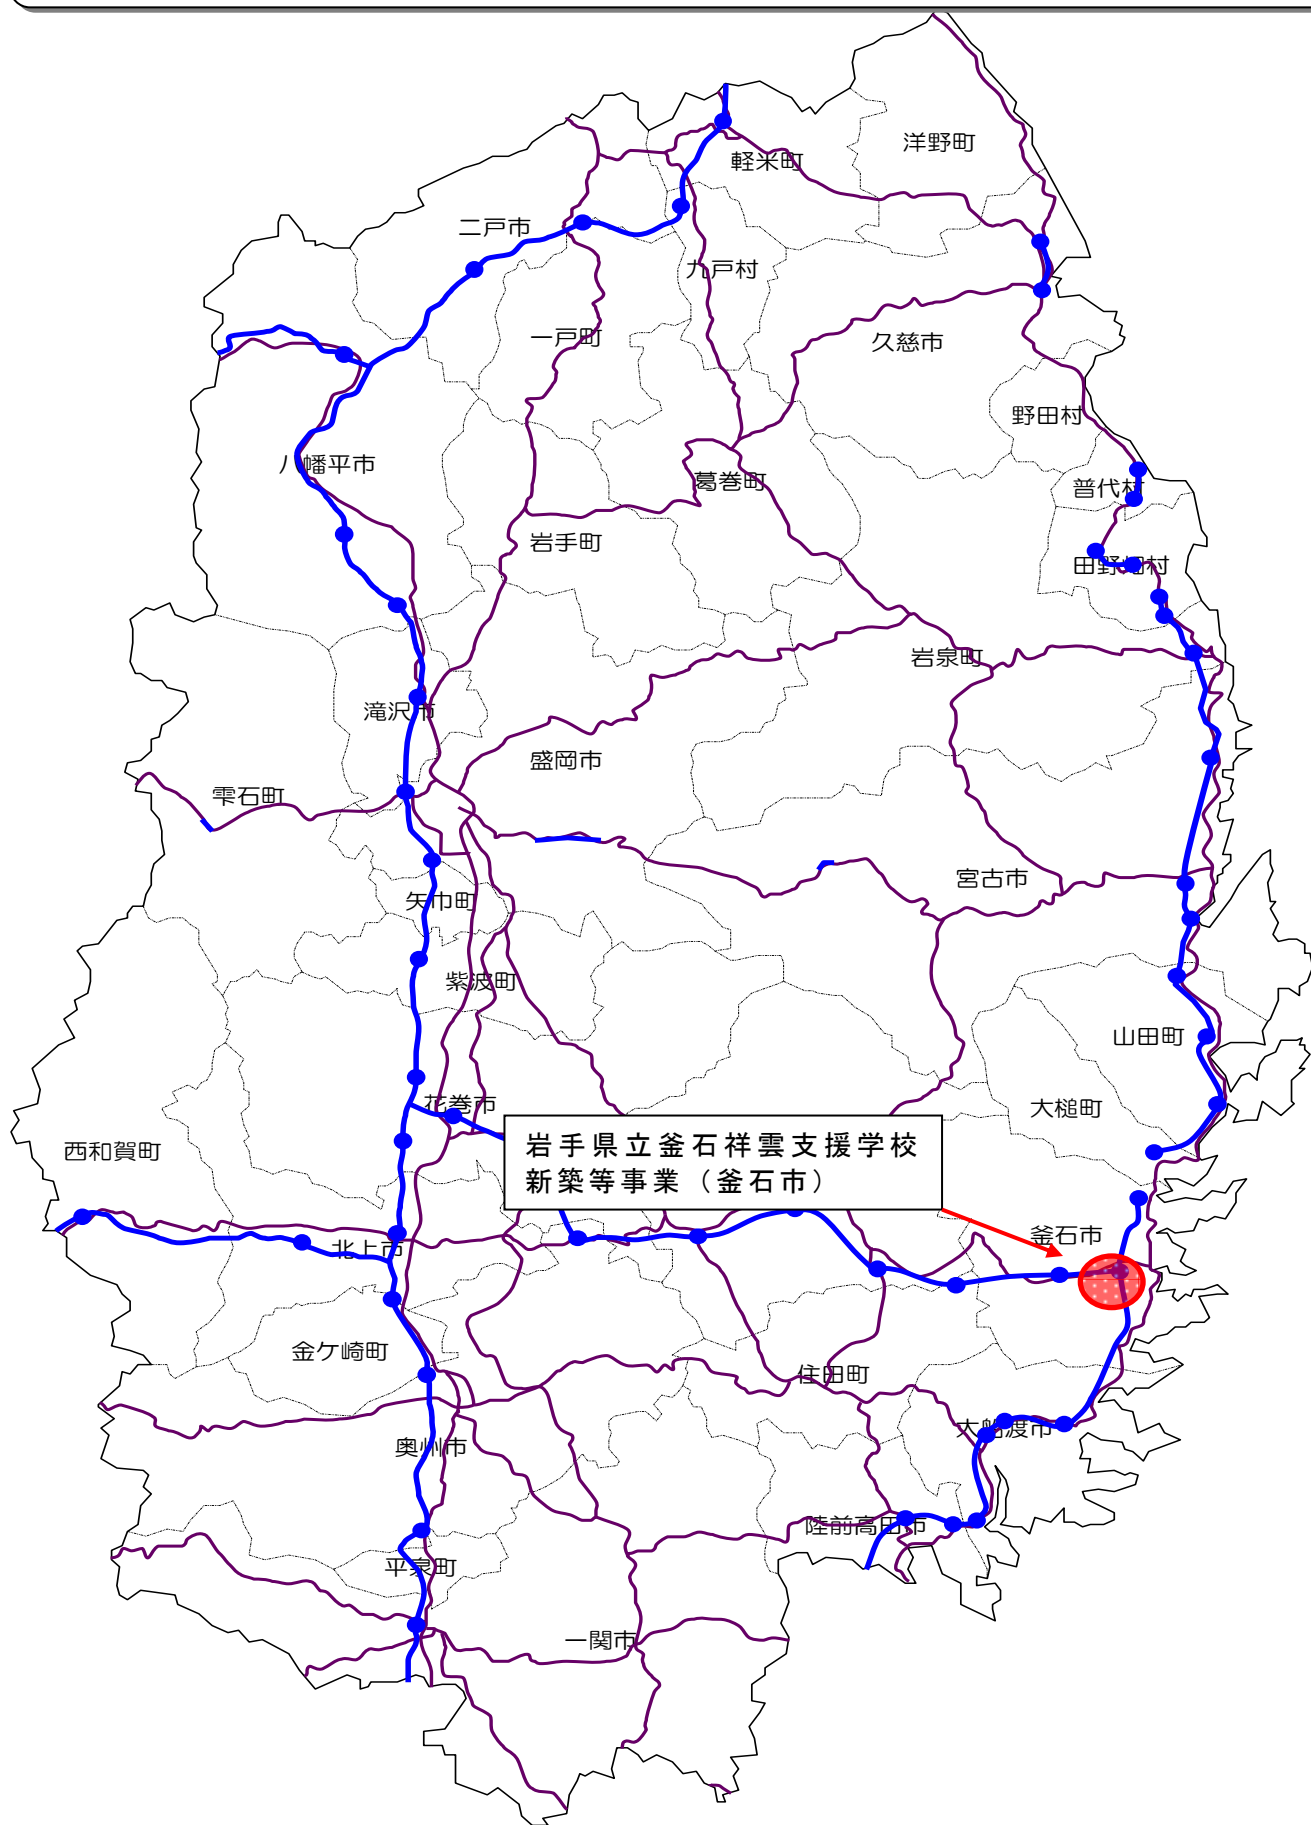 洋野町
軽米町
二戸市
九戸村
一戸町
久慈市
野田村
八幡平市
葛巻町
普代村
岩手町
田野畑村
岩泉町
滝沢市
盛岡市
雫石町
宮古市
矢巾町
紫波町
山田町
花巻市
大槌町
岩手県立釜石祥雲支援学校
新築等事業（釜石市）
西和賀町
釜石市
北上市
金ケ崎町
住田町
大船渡市
奥州市
陸前高田市
平泉町
一関市